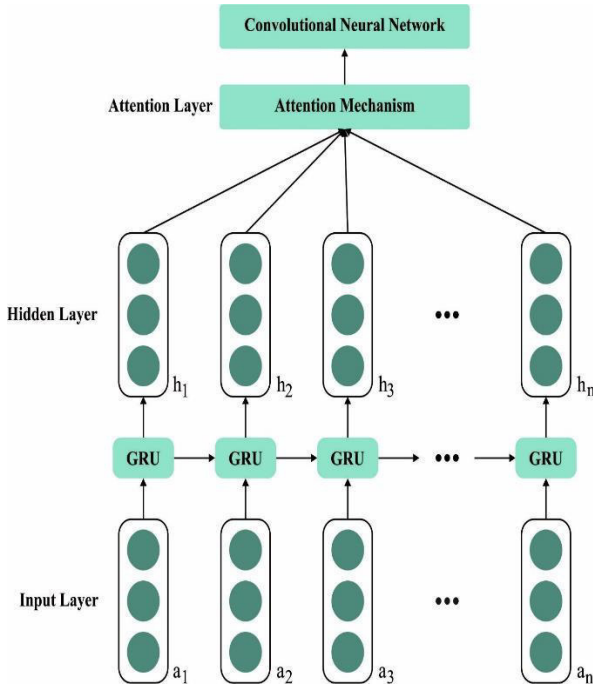 Convolutional Neural Network
Attention Layer
Attention Mechanism
Hidden Layer
•••
h1
h2
h3
hn
GRU
GRU
GRU
•••
GRU
Input Layer
•••
a1
a2
a3
an